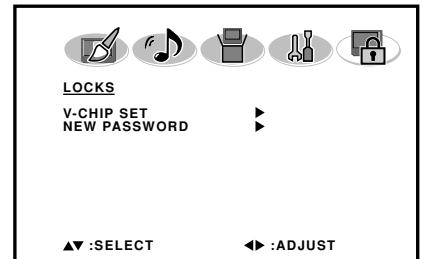 LOCKS
V-CHIP SET ▶
NEW PASSWORD ▶
▲▼ :SELECT ◀▶ :ADJUST